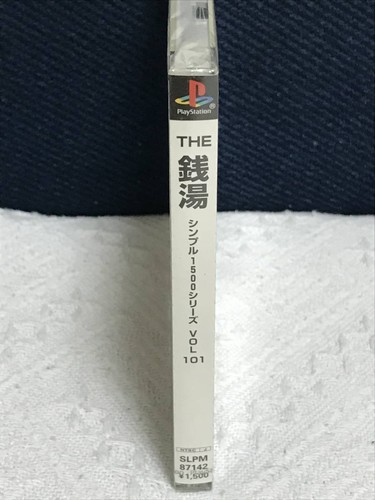 PlayStation
THE
銭湯
シンプル1500シリーズ VOL 101
SLPM
87142
¥1,500